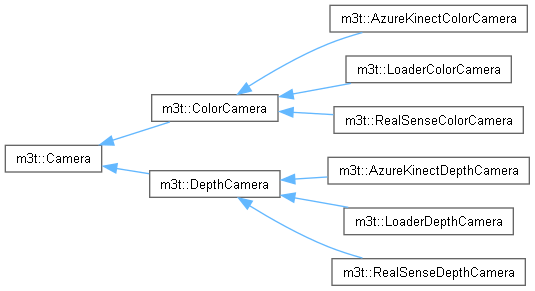 m3t::AzureKinectColorCamera
m3t::LoaderColorCamera
m3t::ColorCamera
m3t::RealSenseColorCamera
m3t::Camera
m3t::AzureKinectDepthCamera
m3t::DepthCamera
m3t::LoaderDepthCamera
m3t::RealSenseDepthCamera